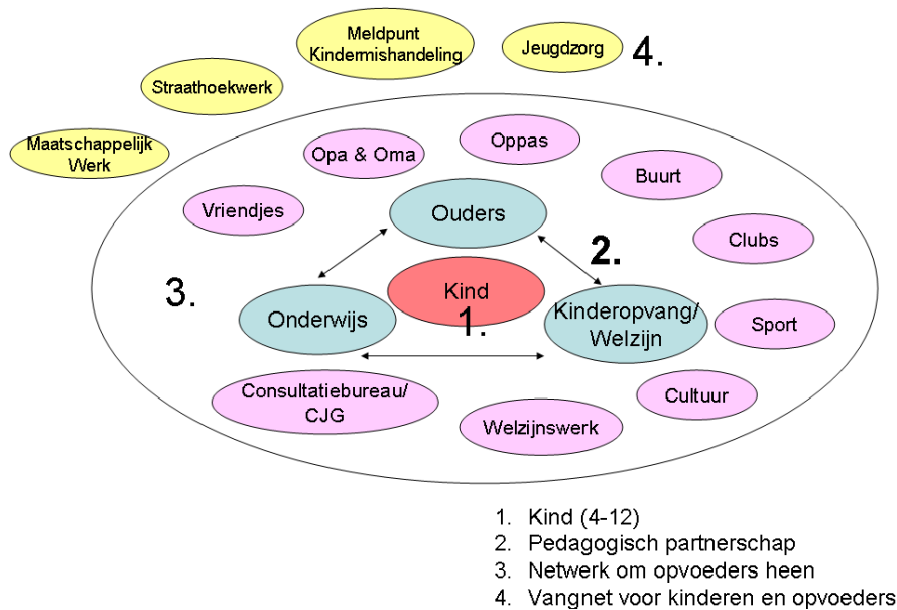 Meldpunt
Kindermishandeling
Jeugdzorg
4.
Straathoekwerk
Maatschappelijk
Werk
Opa & Oma
Oppas
Buurt
Vriendjes
Ouders
Clubs
2.
3.
Kind
1.
Onderwijs
Kinderopvang/
Welzijn
Sport
Consultatiebureau/
CJG
Cultuur
Welzijnswerk
1. Kind (4-12)
2. Pedagogisch partnerschap
3. Netwerk om opvoeders heen
4. Vangnet voor kinderen en opvoeders